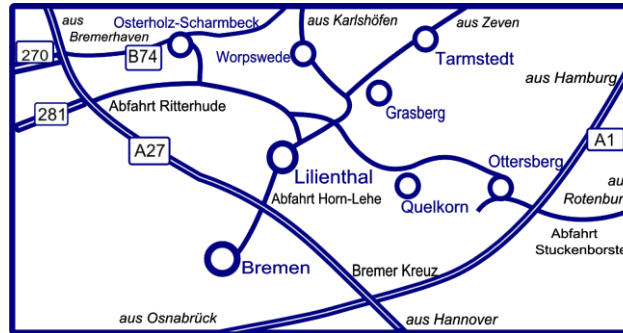 aus
Bremerhaven
Osterholz-Scharmbeck
aus Karlshöfen
aus Zeven
270
B74
Worpswede
Tarmstedt
aus Hamburg
281
Abfahrt Ritterhude
Grasberg
A27
A1
Lilienthal
Ottersberg
Abfahrt Horn-Lehe
Quelkorn
Abfahrt
Bremen
Bremer Kreuz
aus Osnabrück
aus Hannover